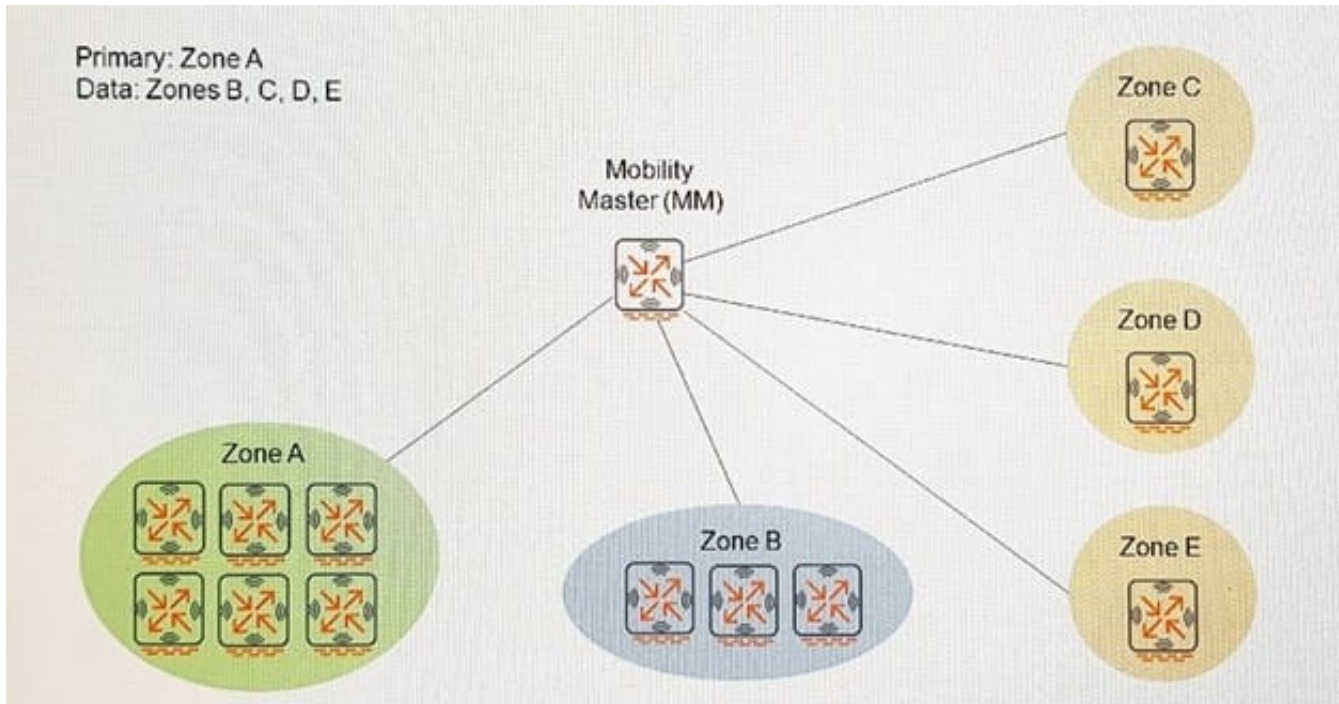 Primary: Zone A
Data: Zones B, C, D, E
Mobility
Master (MM)
Zone C
Zone D
Zone A
Zone B
Zone E